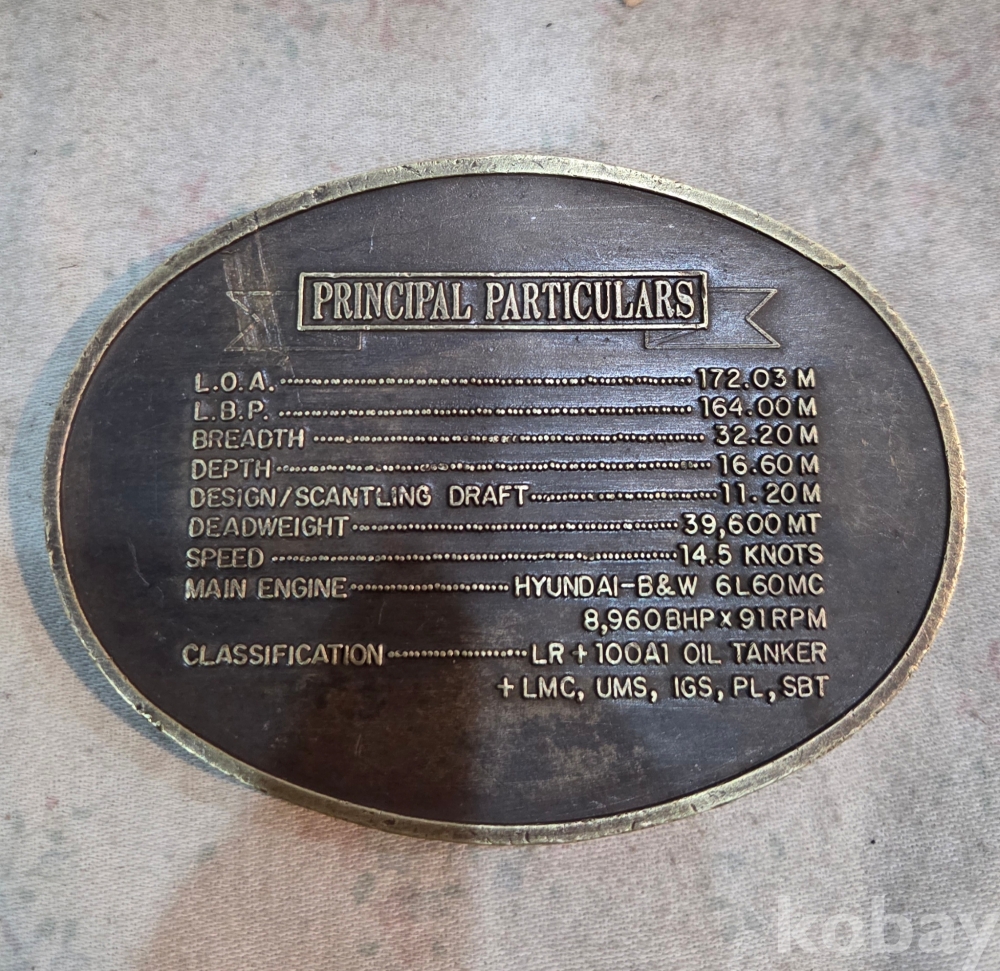 PRINCIPAL PARTICULARS
L.O.A. 172.03 M
L.B.P. 164.00 M
BREADTH 32.20 M
DEPTH 16.60 M
DESIGN/SCANTLING DRAFT 11.20 M
DEADWEIGHT 39,600 MT
SPEED 14.5 KNOTS
MAIN ENGINE HYUNDAI-B&W 6L60MC
8,960 BHP X 91 RPM
CLASSIFICATION LR + 100A1 OIL TANKER
+ LMC, UMS, IGS, PL, SBT
kobay